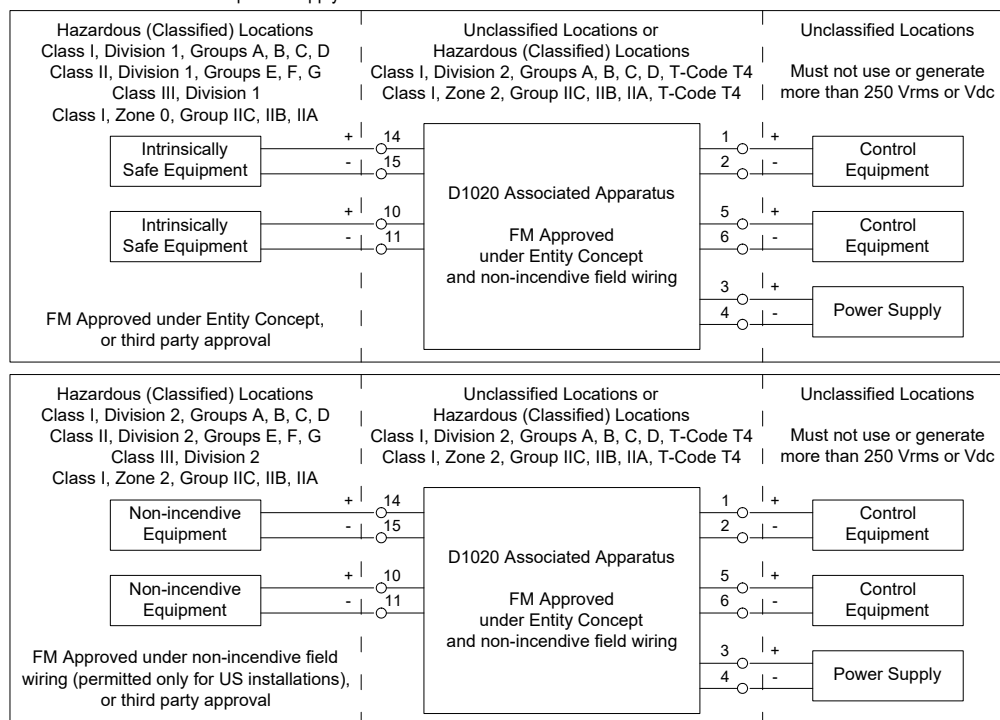 Hazardous (Classified) Locations
Class I, Division 1, Groups A, B, C, D
Class II, Division 1, Groups E, F, G
Class III, Division 1
Class I, Zone 0, Group IIC, IIB, IIA
Unclassified Locations or
Hazardous (Classified) Locations
Class I, Division 2, Groups A, B, C, D, T-Code T4
Class I, Zone 2, Group IIC, IIB, IIA, T-Code T4
Unclassified Locations
Must not use or generate
more than 250 Vrms or Vdc
Intrinsically
Safe Equipment
+ 14
- 15
Intrinsically
Safe Equipment
+ 10
- 11
FM Approved under Entity Concept,
or third party approval
D1020 Associated Apparatus
FM Approved
under Entity Concept
and non-incendive field wiring
1 +
2 -
Control
Equipment
5 +
6 -
Control
Equipment
3 +
4 -
Power Supply
Hazardous (Classified) Locations
Class I, Division 2, Groups A, B, C, D
Class II, Division 2, Groups E, F, G
Class III, Division 2
Class I, Zone 2, Group IIC, IIB, IIA
Unclassified Locations or
Hazardous (Classified) Locations
Class I, Division 2, Groups A, B, C, D, T-Code T4
Class I, Zone 2, Group IIC, IIB, IIA, T-Code T4
Unclassified Locations
Must not use or generate
more than 250 Vrms or Vdc
Non-incendive
Equipment
+ 14
- 15
Non-incendive
Equipment
+ 10
- 11
FM Approved under non-incendive field
wiring (permitted only for US installations),
or third party approval
D1020 Associated Apparatus
FM Approved
under Entity Concept
and non-incendive field wiring
1 +
2 -
Control
Equipment
5 +
6 -
Control
Equipment
3 +
4 -
Power Supply